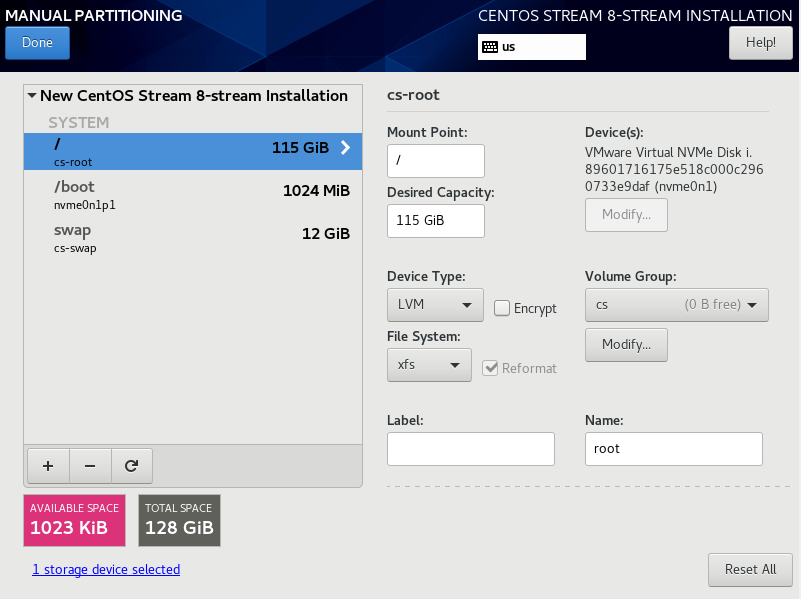 MANUAL PARTITIONING
CENTOS STREAM 8-STREAM INSTALLATION
Done
us
Help!
New CentOS Stream 8-stream Installation
SYSTEM
/
115 GiB
cs-root
/boot
1024 MiB
nvme0n1p1
swap
12 GiB
cs-swap
+ −
AVAILABLE SPACE
1023 KiB
TOTAL SPACE
128 GiB
1 storage device selected
cs-root
Mount Point:
/
Desired Capacity:
115 GiB
Device(s):
VMware Virtual NVMe Disk i.
89601716175e518c000c296
0733e9daf (nvme0n1)
Modify...
Device Type:
LVM
Encrypt
Volume Group:
cs (0 B free)
Modify...
File System:
xfs
Reformat
Label:
Name:
root
Reset All